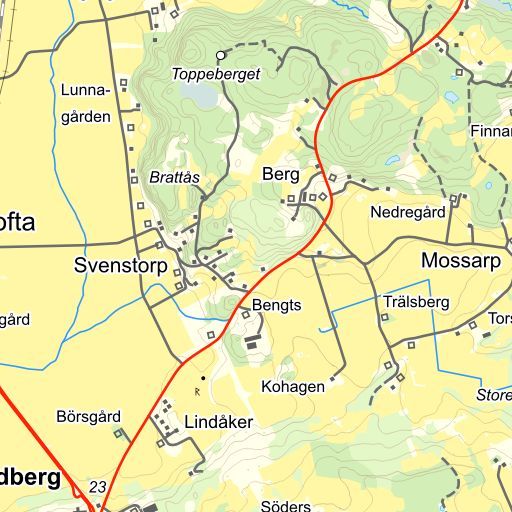 Toppeberget
Lunna-
gården
Finnar
Brattås
Berg
ofta
Nedregård
Svenstorp
Mossarp
Bengts
Trälsberg
gård
Tors
Kohagen
Store
Börsgård
Lindåker
R
dberg
23
Söders